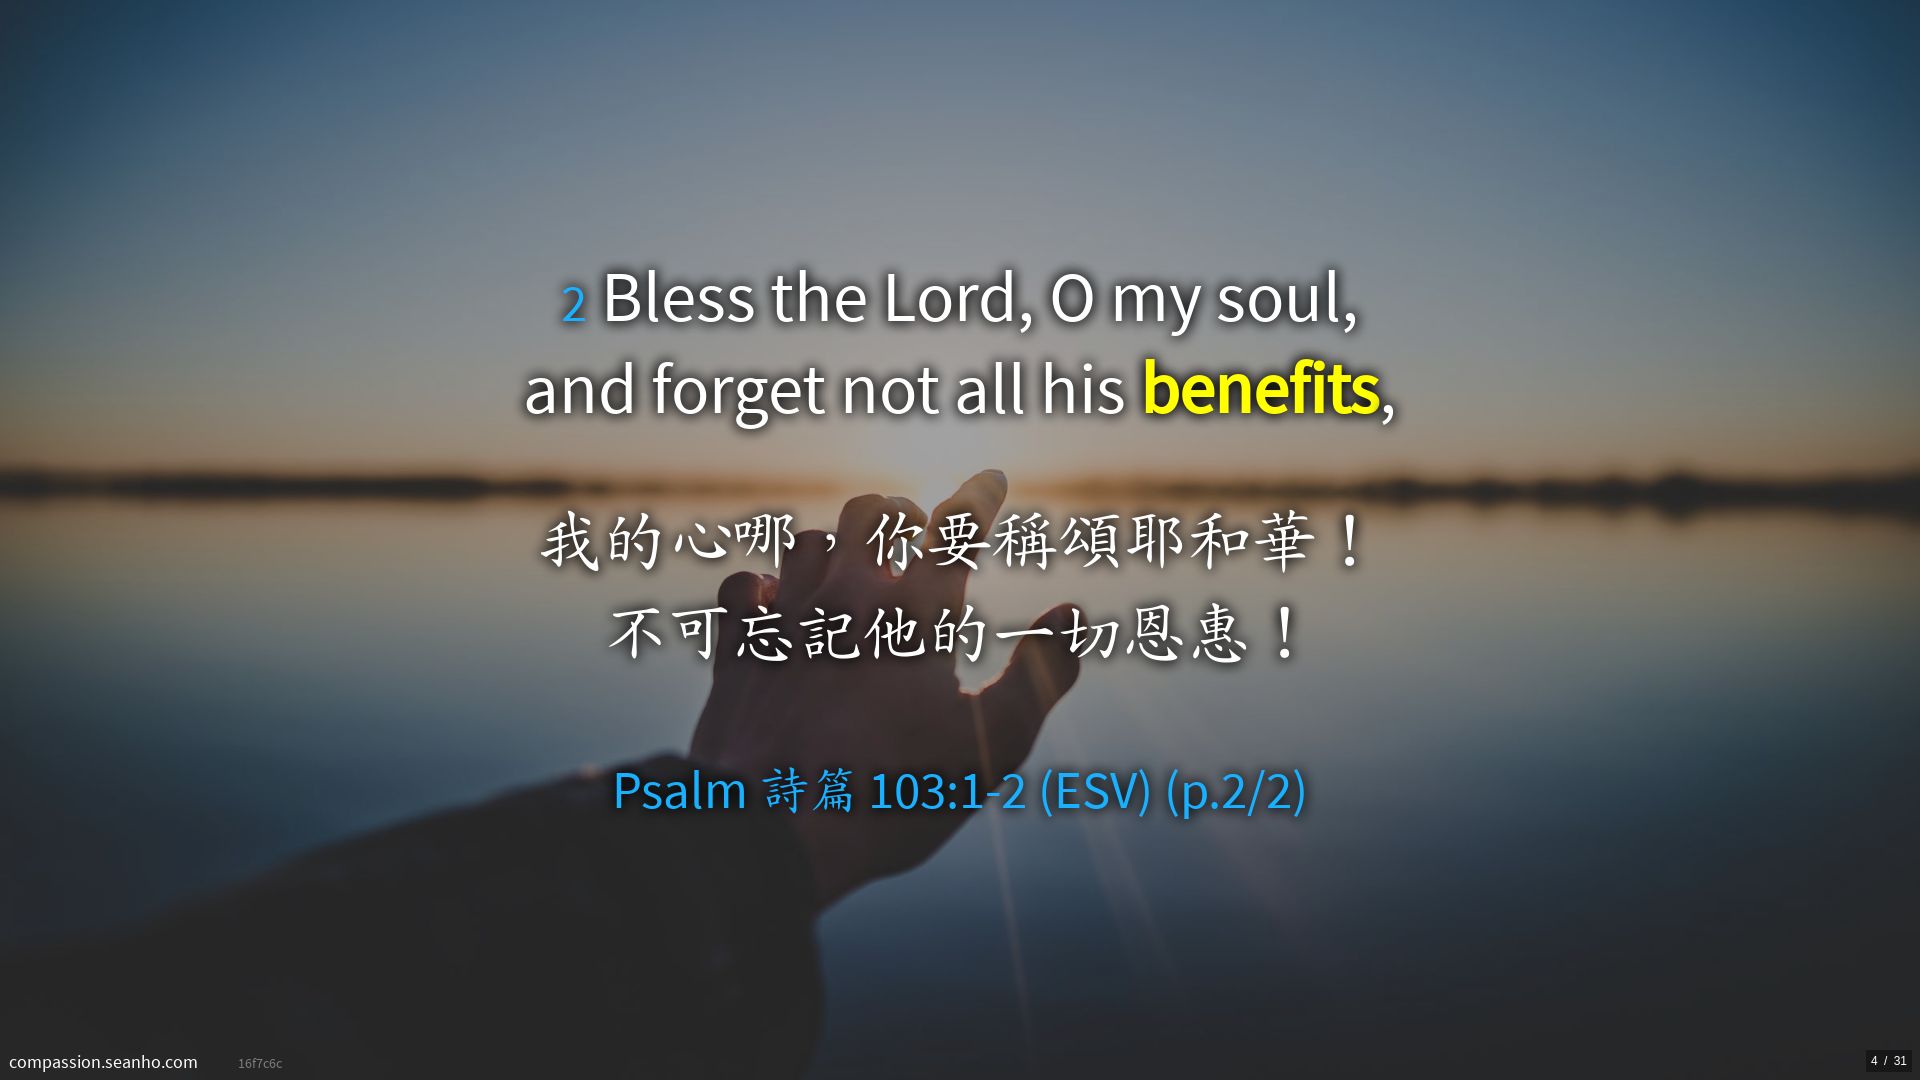 2 Bless the Lord, O my soul,
and forget not all his benefits,
我的心哪，你要稱頌耶和華！
不可忘記他的一切恩惠！
Psalm 詩篇 103:1-2 (ESV) (p.2/2)
compassion.seanho.com 16f7c6c
4 / 31